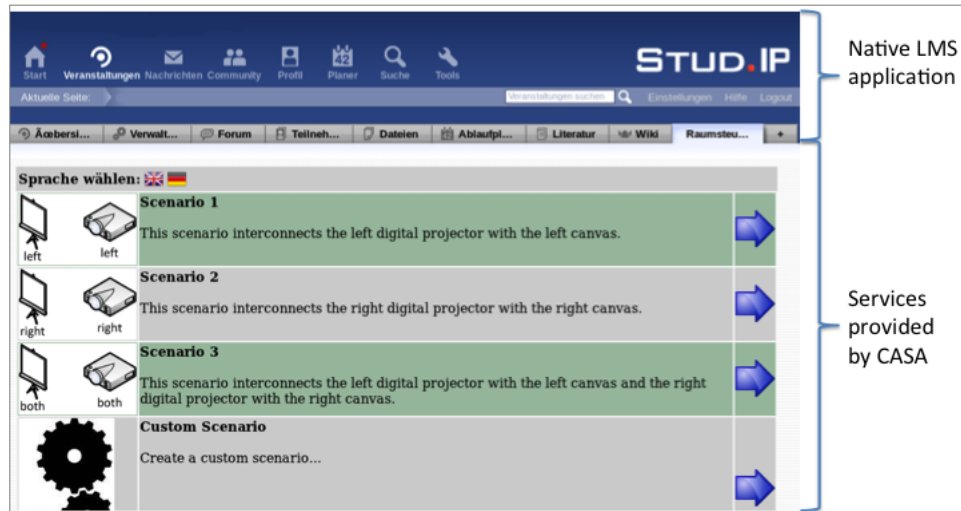 STUD.IP
Start Veranstaltungen Nachrichten Community Profil Planer Suche Tools
42
Aktuelle Seite:
Veranstaltungen suchen Einstellungen Hilfe Logout
Äœbersi... Verwalt... Forum Teilneh... Dateien Ablaufpl... Literatur Wiki Raumsteu... +
Native LMS
application
Sprache wählen:
Scenario 1
This scenario interconnects the left digital projector with the left canvas.
left left
Scenario 2
This scenario interconnects the right digital projector with the right canvas.
right right
Scenario 3
This scenario interconnects the left digital projector with the left canvas and the right
digital projector with the right canvas.
both both
Custom Scenario
Create a custom scenario...
Services
provided
by CASA